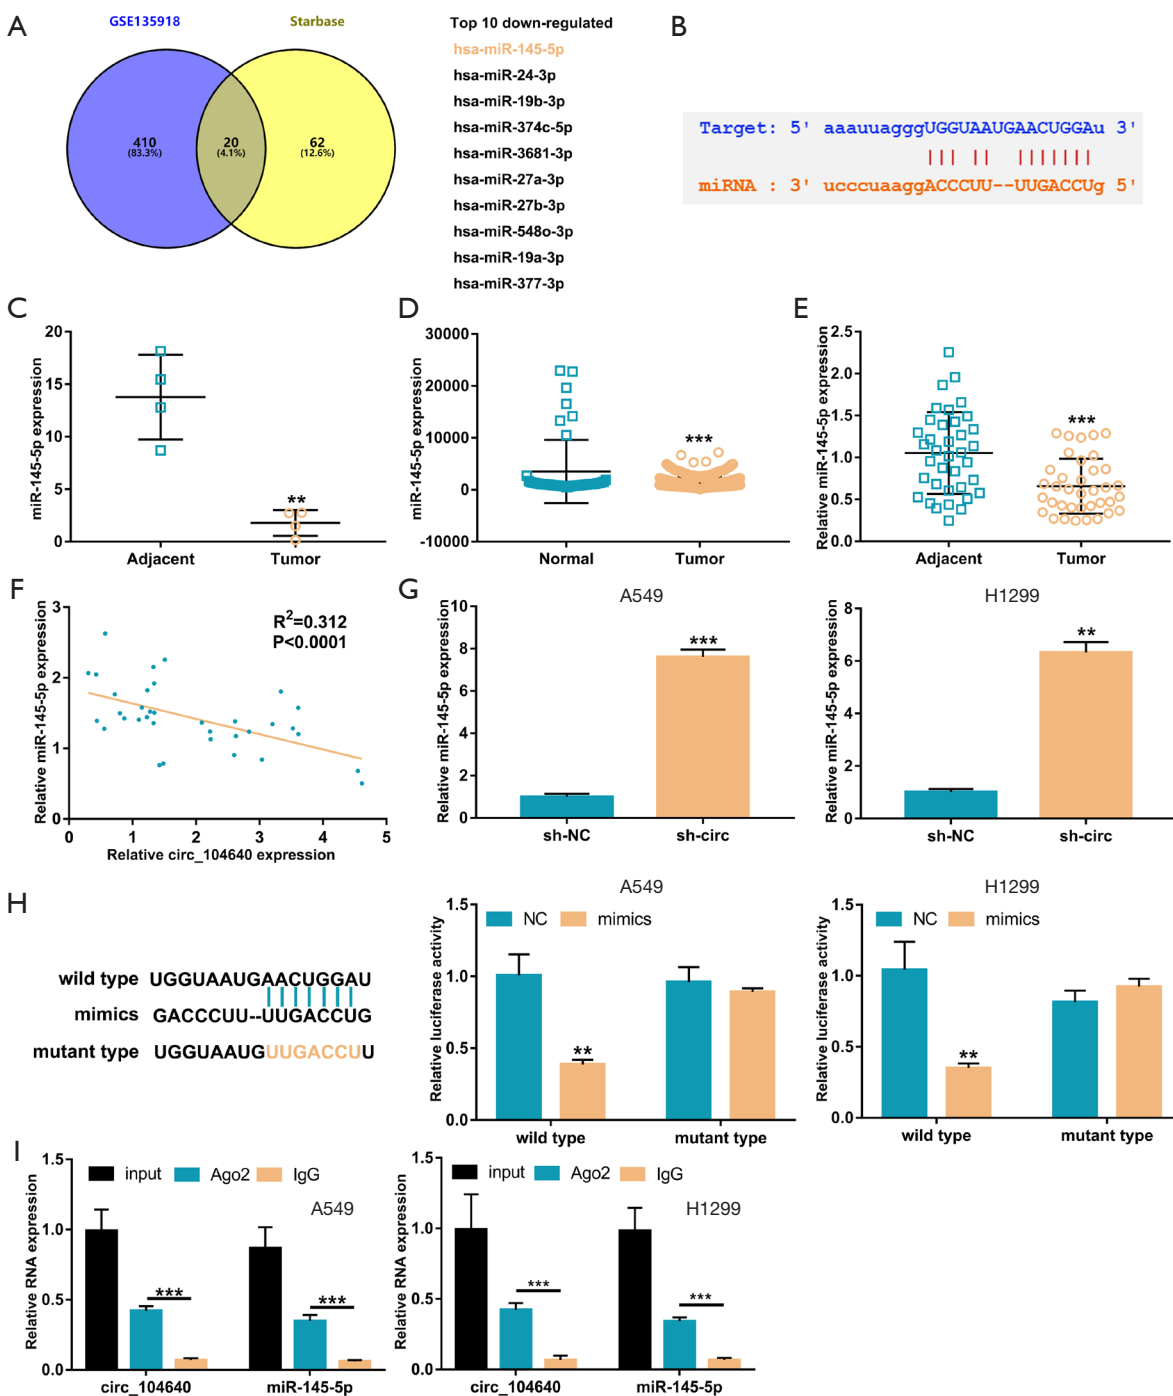 A
GSE135918
Starbase
410
(83.3%)
20
(4.1%)
62
(12.6%)
Top 10 down-regulated
hsa-miR-145-5p
hsa-miR-24-3p
hsa-miR-19b-3p
hsa-miR-374c-5p
hsa-miR-3681-3p
hsa-miR-27a-3p
hsa-miR-27b-3p
hsa-miR-548o-3p
hsa-miR-19a-3p
hsa-miR-377-3p
B
Target: 5' aaauuagggUGGUAAUGAACUGGAu 3'
miRNA : 3' ucccuaaggACCCUU--UUGACCUg 5'
C
miR-145-5p expression
20
15
10
5
0
**
Adjacent
Tumor
D
miR-145-5p expression
30000
20000
10000
0
-10000
***
Normal
Tumor
E
Relative miR-145-5p expression
2.5
2.0
1.5
1.0
0.5
0.0
***
Adjacent
Tumor
F
Relative miR-145-5p expression
3
2
1
0
R2=0.312
P<0.0001
0 1 2 3 4 5
Relative circ_104640 expression
G
A549
Relative miR-145-5p expression
10
8
6
4
2
0
***
sh-NC
sh-circ
H1299
Relative miR-145-5p expression
8
6
4
2
0
**
sh-NC
sh-circ
H
wild type UGGUAAUGAACUGGAU
mimics GACCCUU--UUGACCUG
mutant type UGGUAAUGUUGACCUU
A549
Relative luciferase activity
1.5
1.0
0.5
0.0
NC
mimics
**
wild type
mutant type
H1299
Relative luciferase activity
1.5
1.0
0.5
0.0
NC
mimics
**
wild type
mutant type
I
Relative RNA expression
1.5
1.0
0.5
0.0
input
Ago2
IgG
A549
***
***
circ_104640
miR-145-5p
Relative RNA expression
1.5
1.0
0.5
0.0
input
Ago2
IgG
H1299
***
***
circ_104640
miR-145-5p